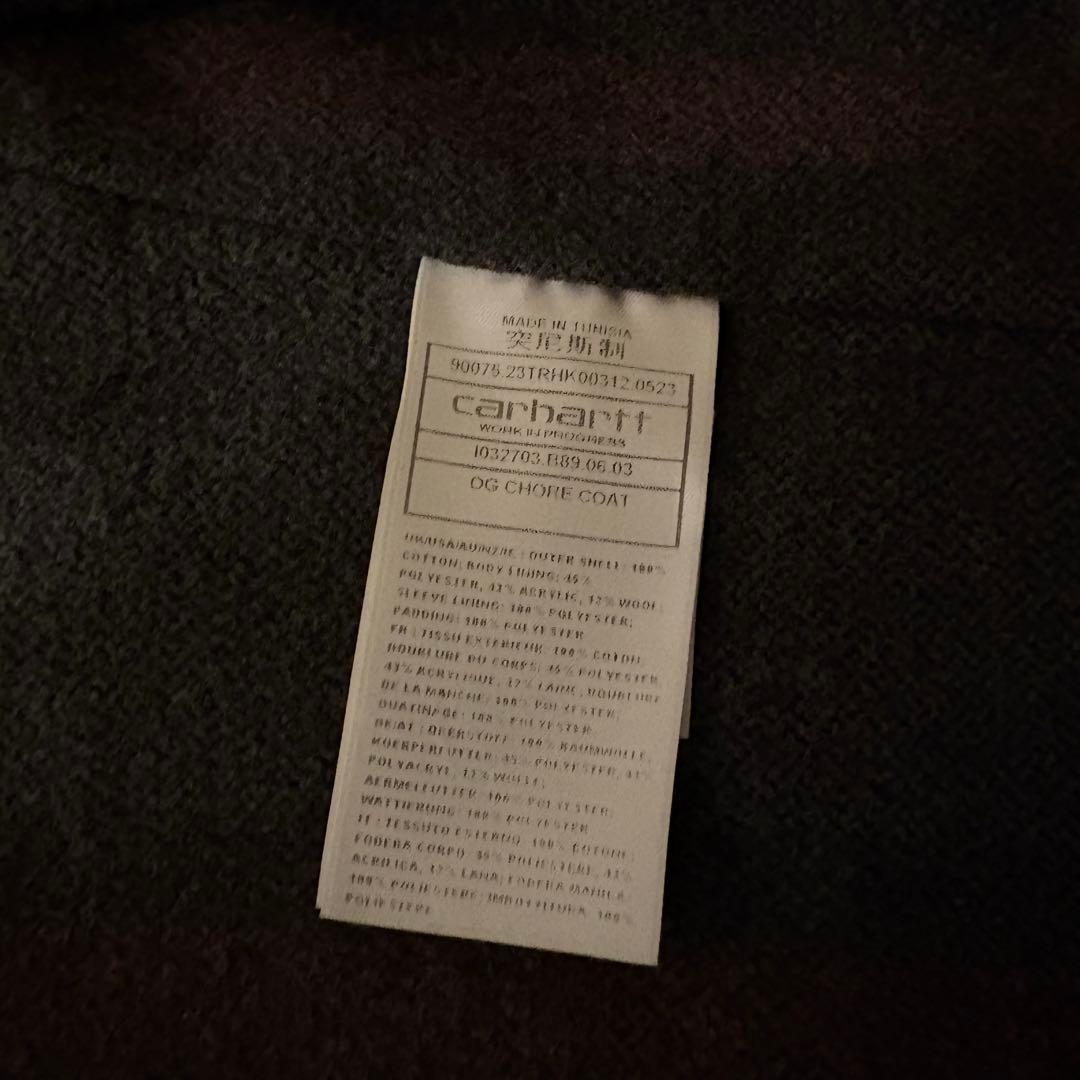 MADE IN TUNISIA
突尼斯制
90075.23TRHK00312.0523
carhartt
WORK IN PROGRESS
I032703.B89.06.03
OG CHORE COAT
UK/USA/AU/NZ/IE : OUTER SHELL: 100%
COTTON; BODY LINING: 45%
POLYESTER, 43% ACRYLIC, 12% WOOL;
SLEEVE LINING: 100% POLYESTER;
PADDING: 100% POLYESTER
FR : TISSU EXTERIEUR: 100% COTON;
DOUBLURE DU CORPS: 45% POLYESTER,
43% ACRYLIQUE, 12% LAINE; DOUBLURE
DE LA MANCHE: 100% POLYESTER;
OUATINAGE: 100% POLYESTER
DE/AT : OBERSTOFF: 100% BAUMWOLLE;
KOERPERFUTTER: 45% POLYESTER, 43%
POLYACRYL, 12% WOLLE;
AERMELFUTTER: 100% POLYESTER;
WATTIERUNG: 100% POLYESTER
IT : TESSUTO ESTERNO: 100% COTONE;
FODERA CORPO: 45% POLIESTERE, 43%
ACRILICA, 12% LANA; FODERA MANICA:
100% POLIESTERE; IMBOTTITURA: 100%
POLIESTERE